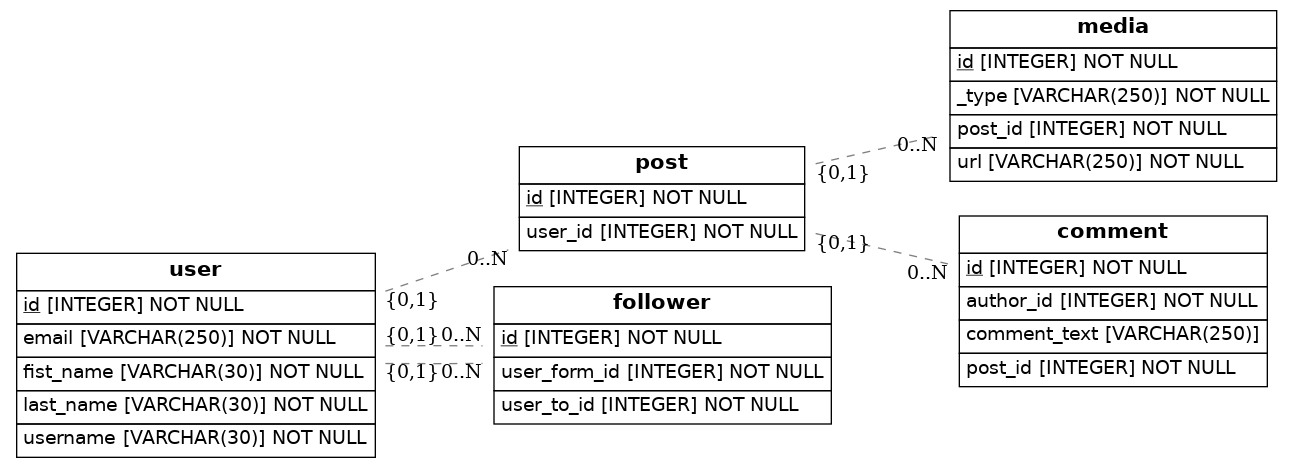 media
id [INTEGER] NOT NULL
_type [VARCHAR(250)] NOT NULL
post_id [INTEGER] NOT NULL
url [VARCHAR(250)] NOT NULL
0..N
{0,1}
post
id [INTEGER] NOT NULL
user_id [INTEGER] NOT NULL
{0,1}
0..N
comment
id [INTEGER] NOT NULL
author_id [INTEGER] NOT NULL
comment_text [VARCHAR(250)]
post_id [INTEGER] NOT NULL
0..N
{0,1}
user
id [INTEGER] NOT NULL
email [VARCHAR(250)] NOT NULL
fist_name [VARCHAR(30)] NOT NULL
last_name [VARCHAR(30)] NOT NULL
username [VARCHAR(30)] NOT NULL
{0,1} 0..N
{0,1} 0..N
follower
id [INTEGER] NOT NULL
user_form_id [INTEGER] NOT NULL
user_to_id [INTEGER] NOT NULL